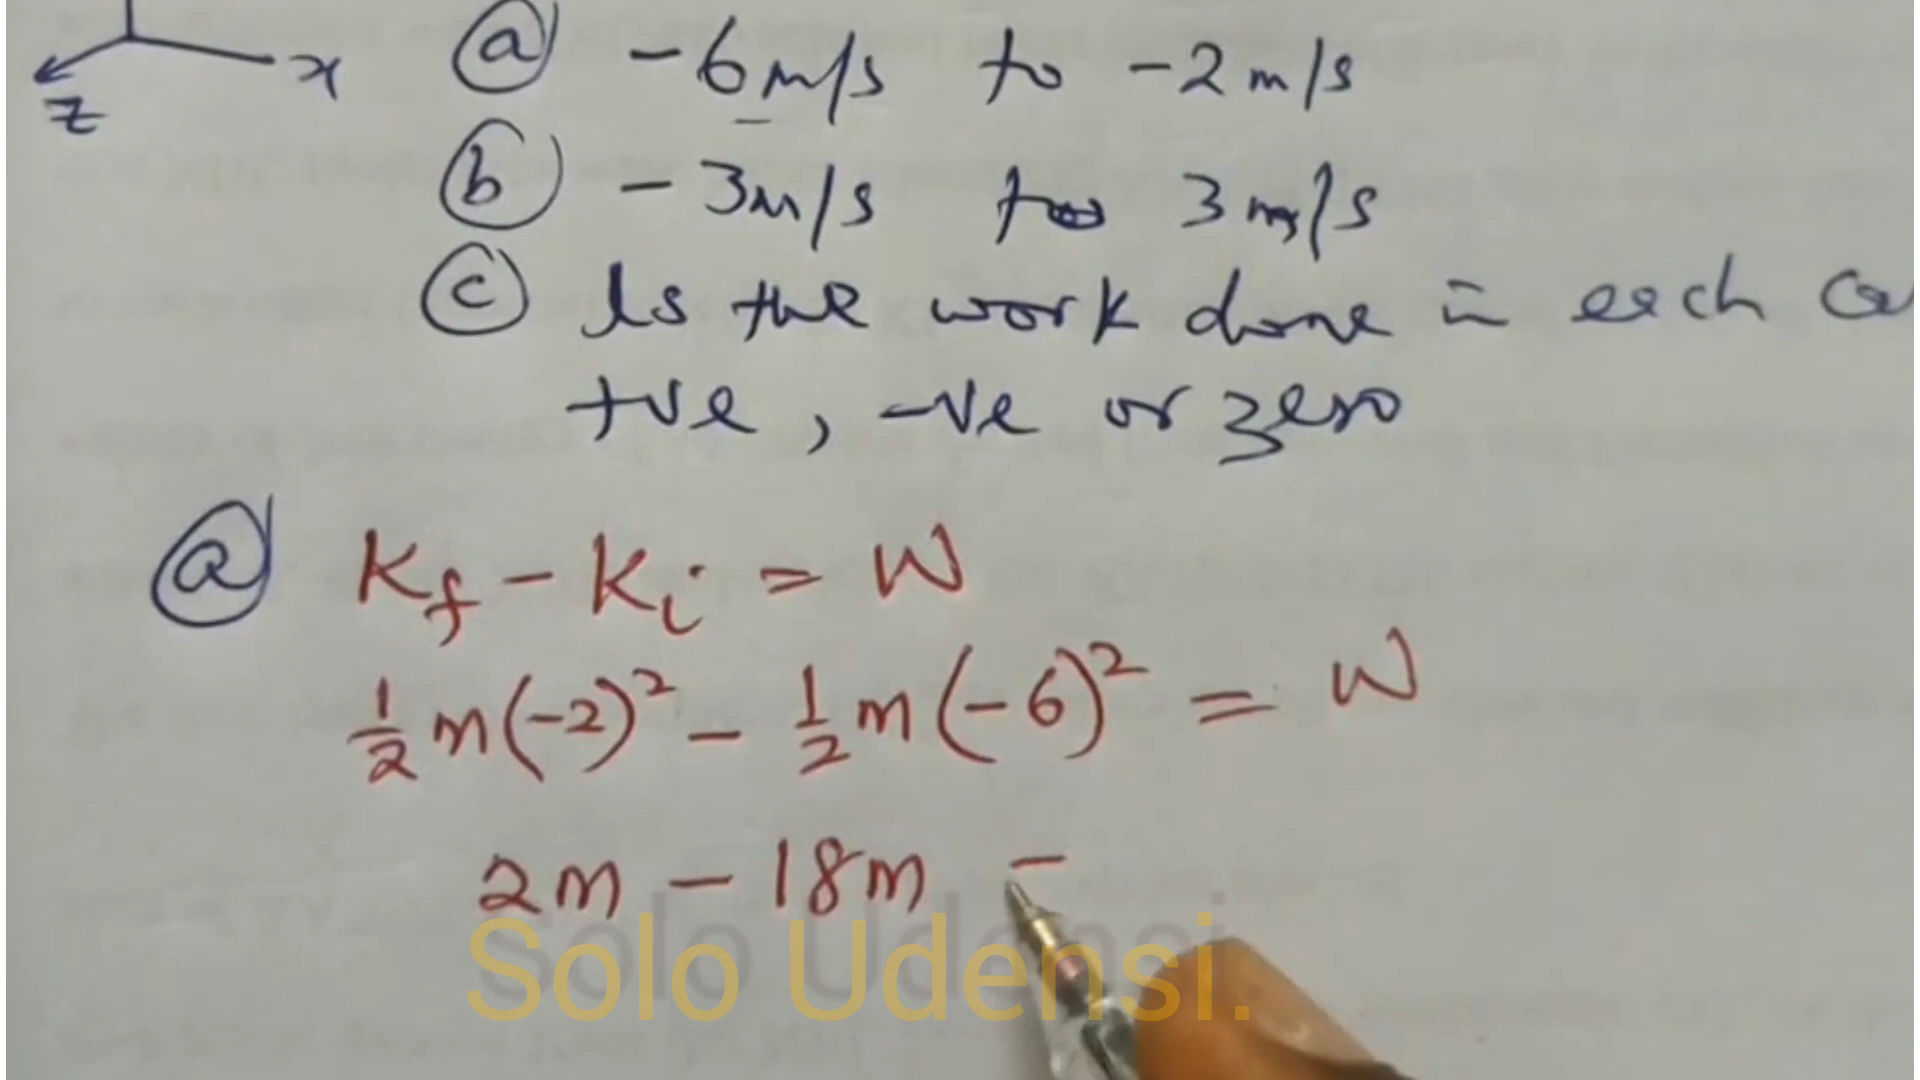 x
z
(a) -6m/s to -2m/s
(b) -3m/s to 3m/s
(c) Is the work done in each
+ve, -ve or zero
(a) Kf - Ki = W
½m(-2)² - ½m(-6)² = W
2m - 18m -
Solo Udensi.